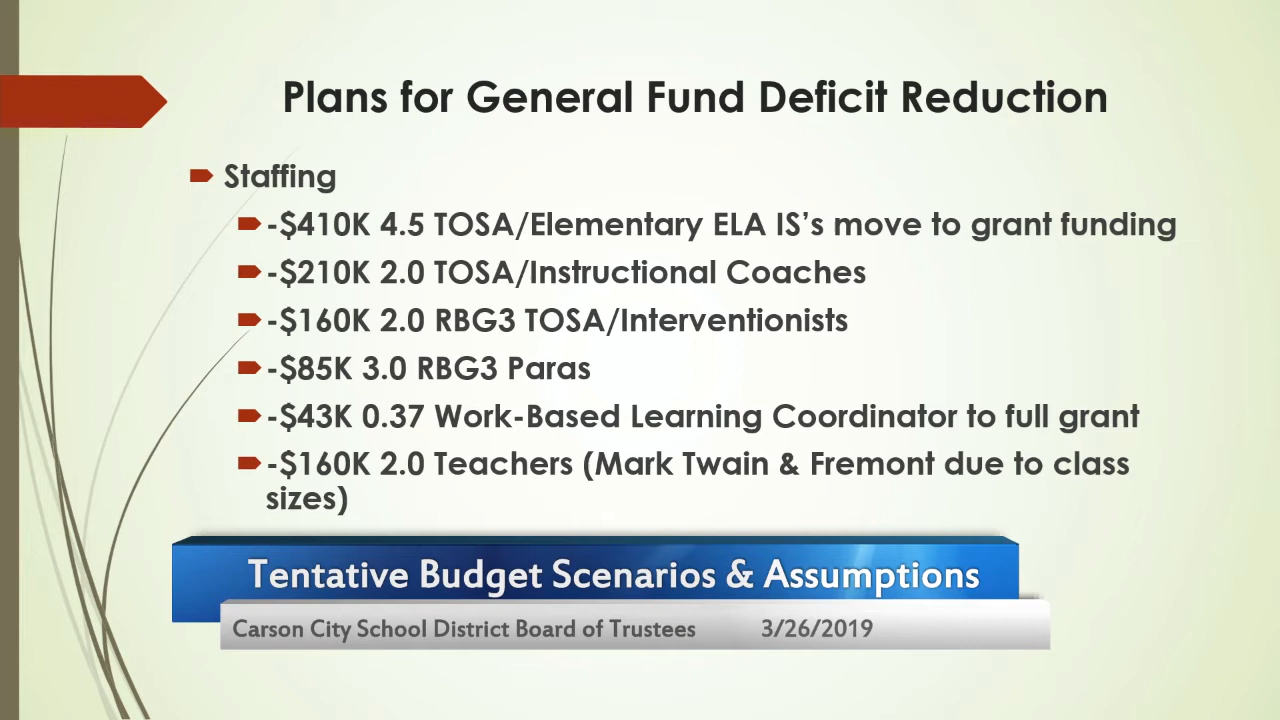 Plans for General Fund Deficit Reduction
Staffing
-$410K 4.5 TOSA/Elementary ELA IS’s move to grant funding
-$210K 2.0 TOSA/Instructional Coaches
-$160K 2.0 RBG3 TOSA/Interventionists
-$85K 3.0 RBG3 Paras
-$43K 0.37 Work-Based Learning Coordinator to full grant
-$160K 2.0 Teachers (Mark Twain & Fremont due to class
sizes)
Tentative Budget Scenarios & Assumptions
Carson City School District Board of Trustees 3/26/2019